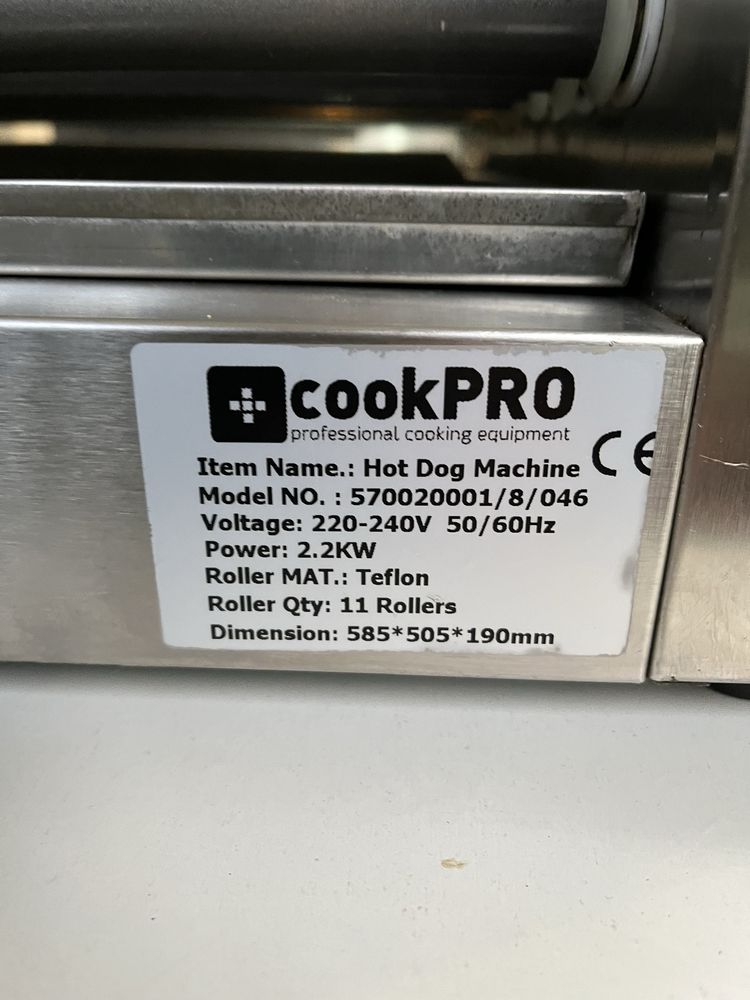 cookPRO
professional cooking equipment
CE
Item Name.: Hot Dog Machine
Model NO. : 570020001/8/046
Voltage: 220-240V 50/60Hz
Power: 2.2KW
Roller MAT.: Teflon
Roller Qty: 11 Rollers
Dimension: 585*505*190mm